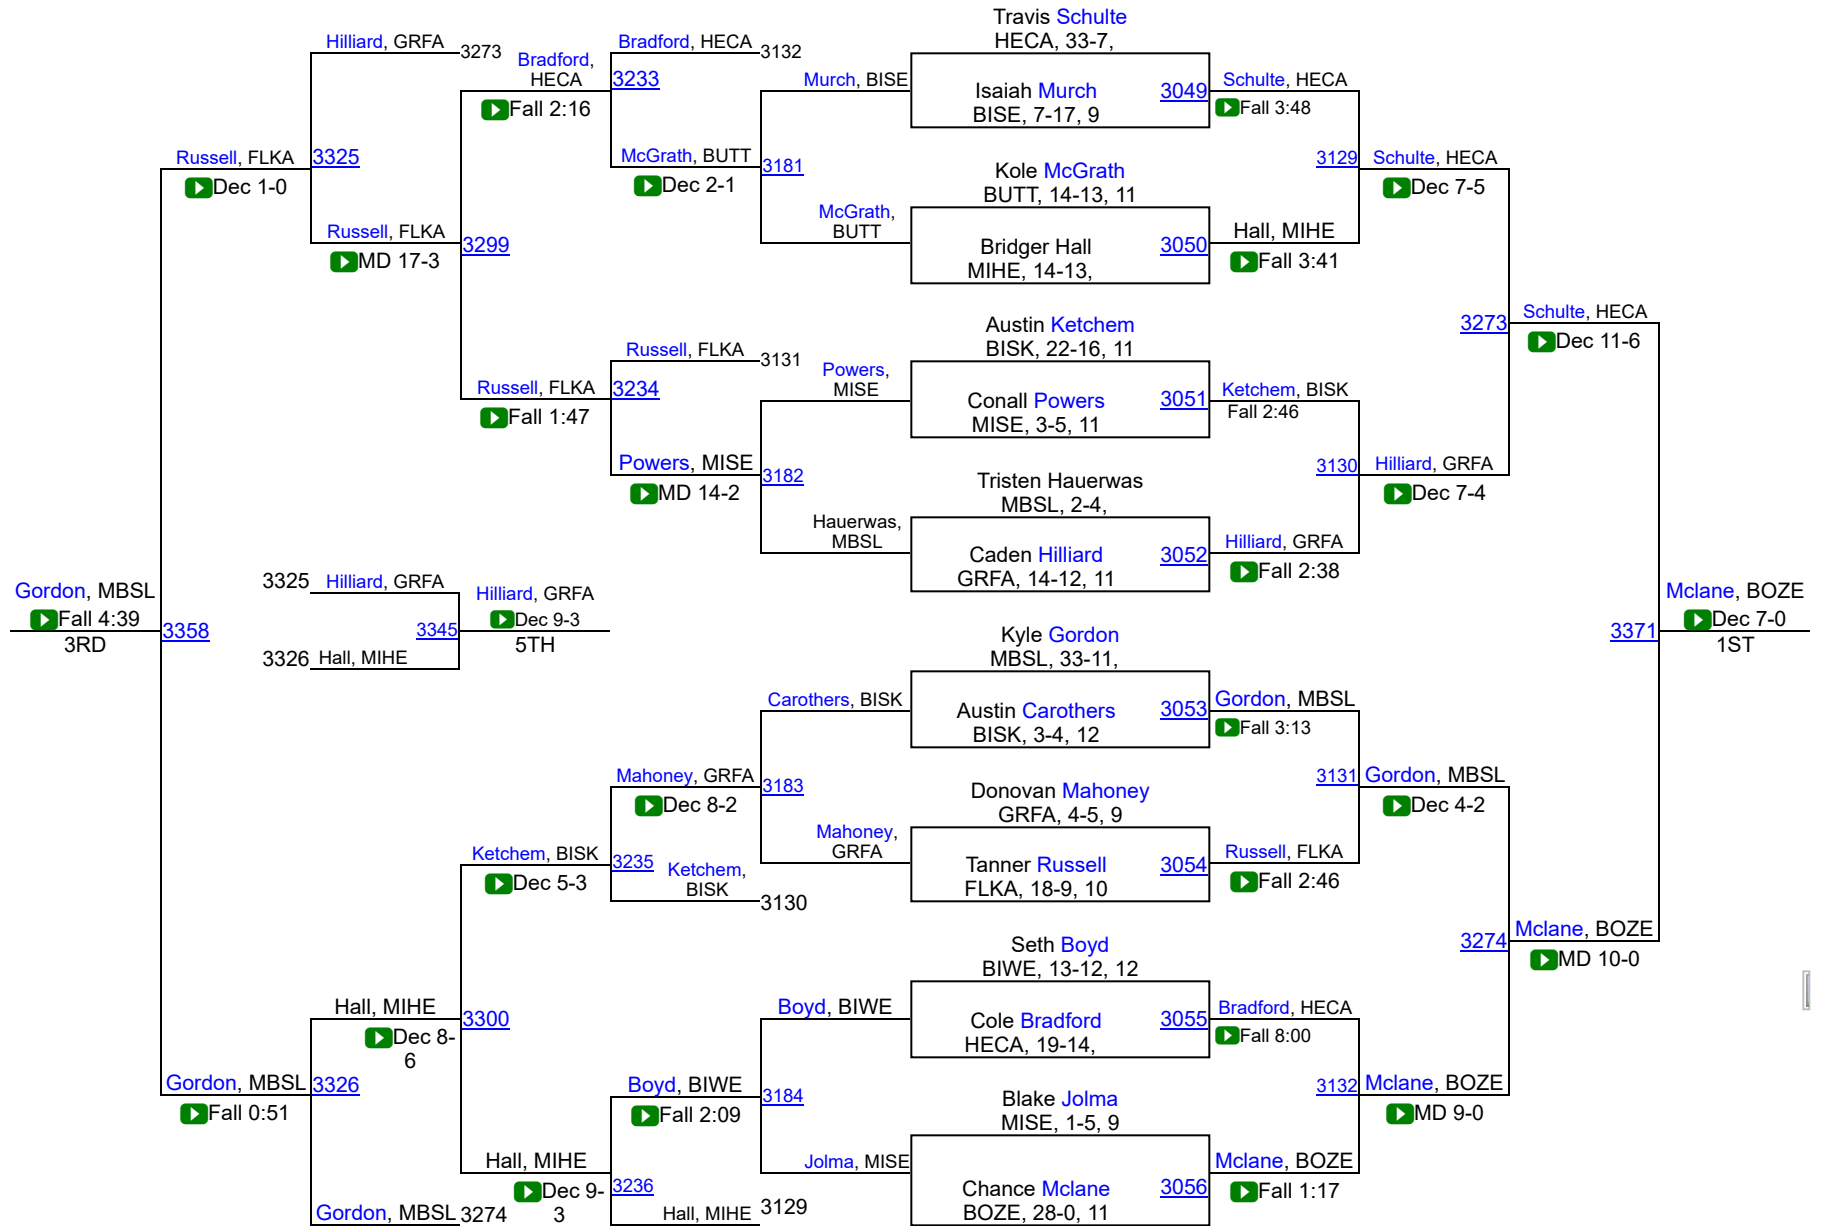 Travis Schulte
HECA, 33-7,
Hilliard, GRFA
3273
Bradford,
HECA
Fall 2:16
Bradford, HECA
3132
3233
Murch, BISE
Isaiah Murch
BISE, 7-17, 9
3049
Schulte, HECA
Fall 3:48
Russell, FLKA
Dec 1-0
3325
McGrath, BUTT
Dec 2-1
3181
Kole McGrath
BUTT, 14-13, 11
3129
Schulte, HECA
Dec 7-5
Russell, FLKA
MD 17-3
3299
McGrath,
BUTT
Bridger Hall
MIHE, 14-13,
3050
Hall, MIHE
Fall 3:41
Austin Ketchem
BISK, 22-16, 11
3273
Schulte, HECA
Dec 11-6
Russell, FLKA
3131
Russell, FLKA
Fall 1:47
3234
Powers,
MISE
Conall Powers
MISE, 3-5, 11
3051
Ketchem, BISK
Fall 2:46
Powers, MISE
MD 14-2
3182
Tristen Hauerwas
MBSL, 2-4,
3130
Hilliard, GRFA
Dec 7-4
Hauerwas,
MBSL
Caden Hilliard
GRFA, 14-12, 11
3052
Hilliard, GRFA
Fall 2:38
Gordon, MBSL
Fall 4:39
3RD
3358
3325
Hilliard, GRFA
3326
Hall, MIHE
3345
Hilliard, GRFA
Dec 9-3
5TH
Kyle Gordon
MBSL, 33-11,
3371
Mclane, BOZE
Dec 7-0
1ST
Carothers, BISK
Austin Carothers
BISK, 3-4, 12
3053
Gordon, MBSL
Fall 3:13
Mahoney, GRFA
Dec 8-2
3183
Donovan Mahoney
GRFA, 4-5, 9
3131
Gordon, MBSL
Dec 4-2
Ketchem, BISK
Dec 5-3
3235
Ketchem,
BISK
3130
Mahoney,
GRFA
Tanner Russell
FLKA, 18-9, 10
3054
Russell, FLKA
Fall 2:46
Seth Boyd
BIWE, 13-12, 12
3274
Mclane, BOZE
MD 10-0
Hall, MIHE
Dec 8-
6
3300
Boyd, BIWE
Cole Bradford
HECA, 19-14,
3055
Bradford, HECA
Fall 8:00
Gordon, MBSL
Fall 0:51
3326
Boyd, BIWE
Fall 2:09
3184
Blake Jolma
MISE, 1-5, 9
3132
Mclane, BOZE
MD 9-0
Hall, MIHE
Dec 9-
3
3236
Jolma, MISE
Chance Mclane
BOZE, 28-0, 11
3056
Mclane, BOZE
Fall 1:17
Gordon, MBSL
3274
Hall, MIHE
3129